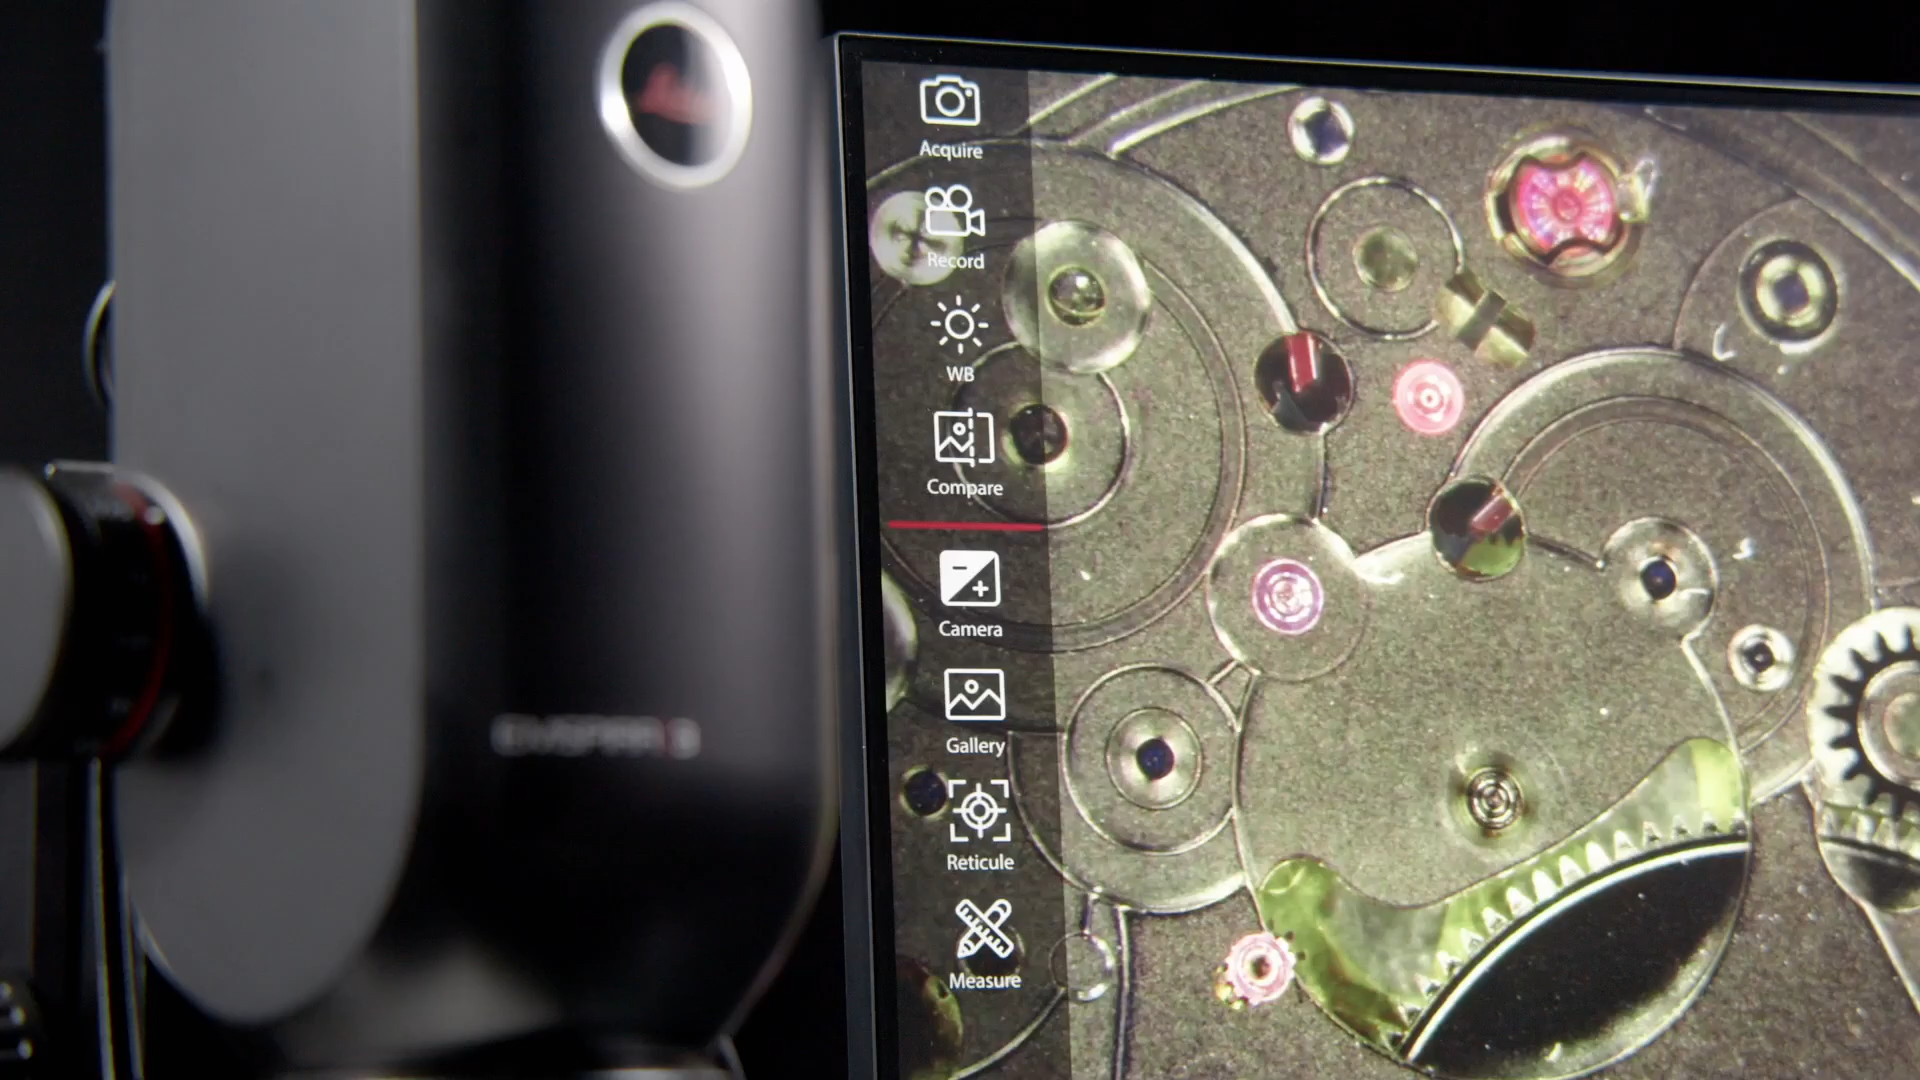 Acquire
Record
WB
Compare
Camera
Gallery
Reticule
Measure